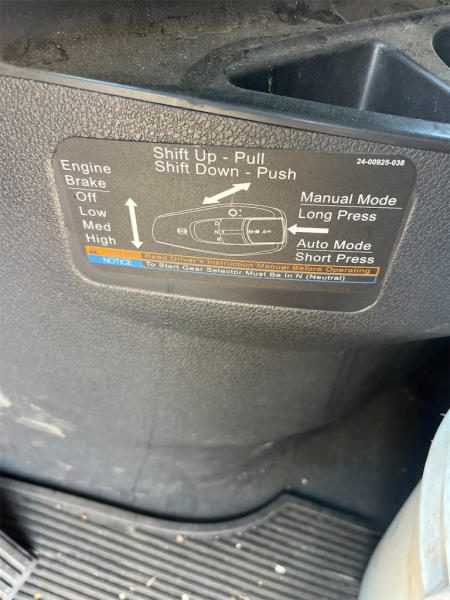 Shift Up - Pull
Shift Down - Push
24-00925-038
Engine
Brake
Off
Low
Med
High
Manual Mode
Long Press
Auto Mode
Short Press
D
N
R
Read Driver's Instruction Manual Before Operating
NOTICE
To Start Gear Selector Must Be In N (Neutral)